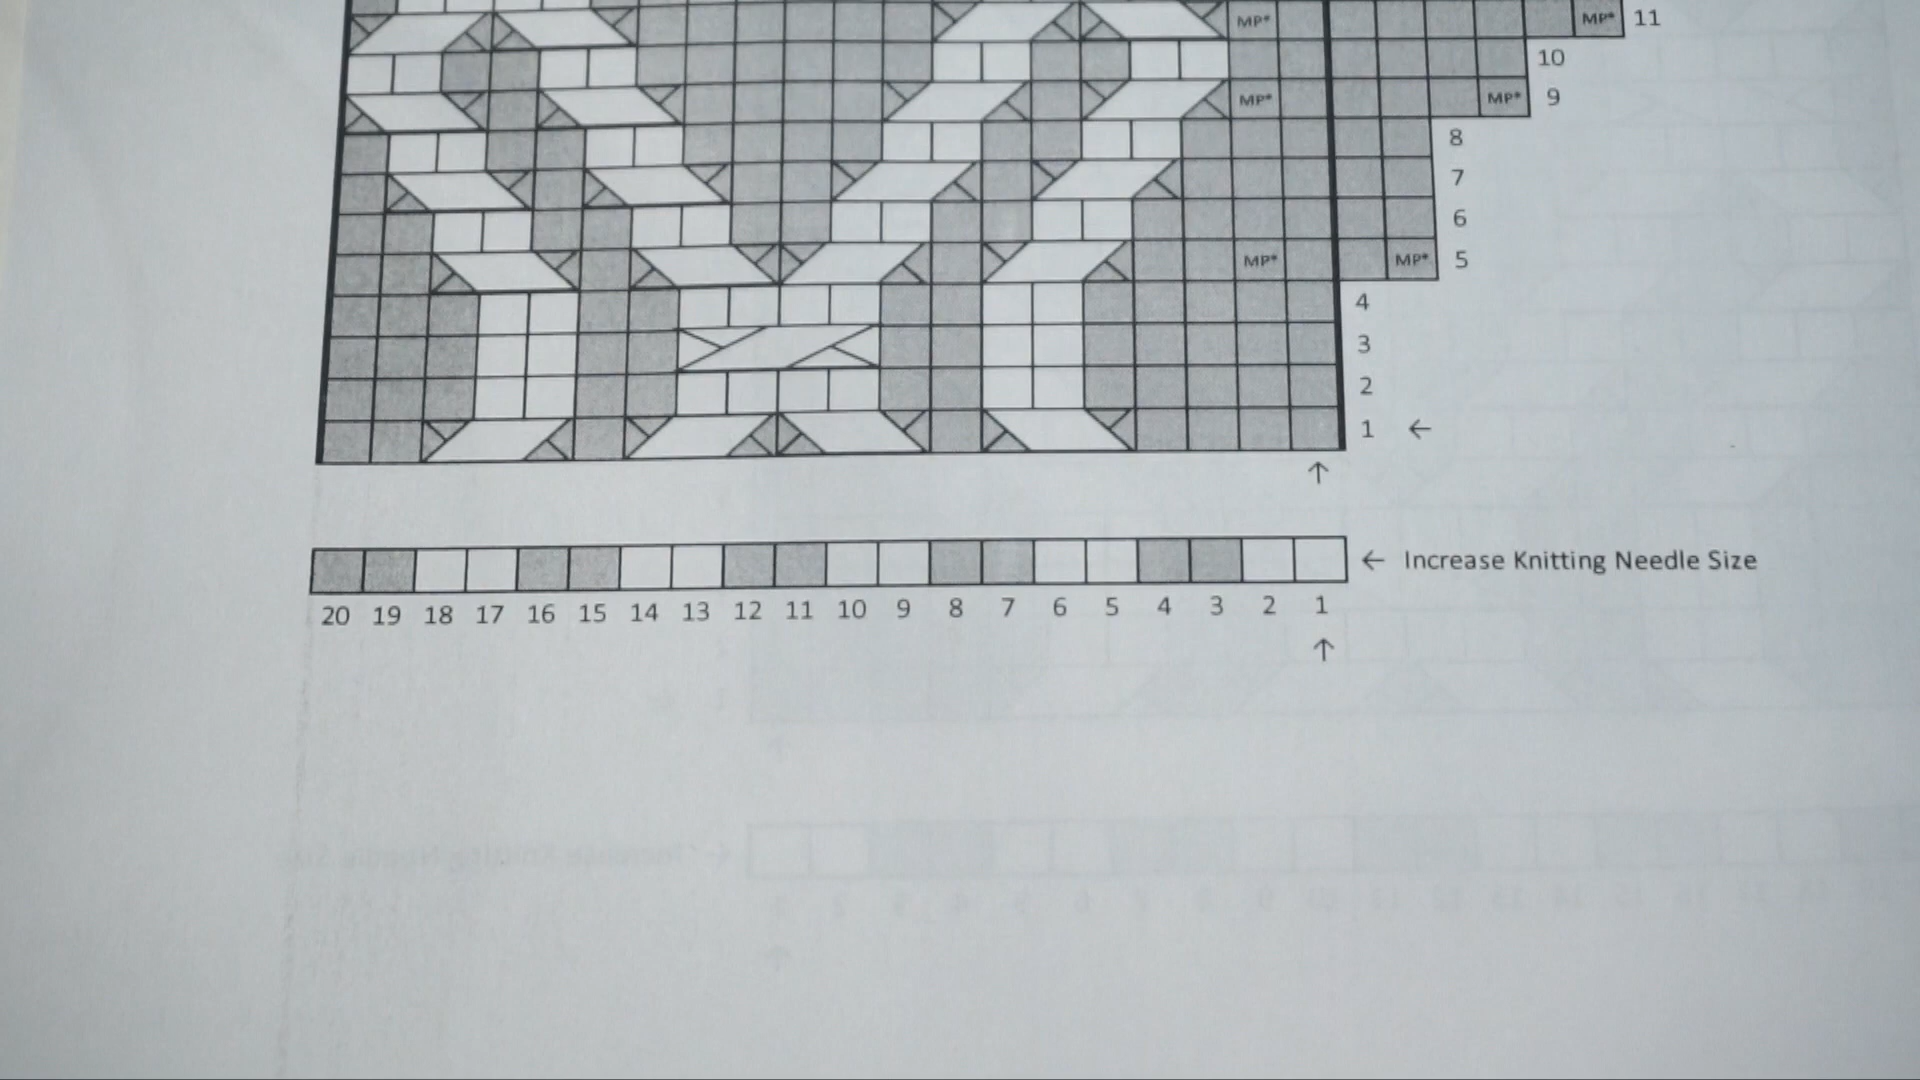 MP* MP* 11
10
MP* MP* 9
8
7
6
MP* MP* 5
4
3
2
1 ←
↑
← Increase Knitting Needle Size
20 19 18 17 16 15 14 13 12 11 10 9 8 7 6 5 4 3 2 1
↑